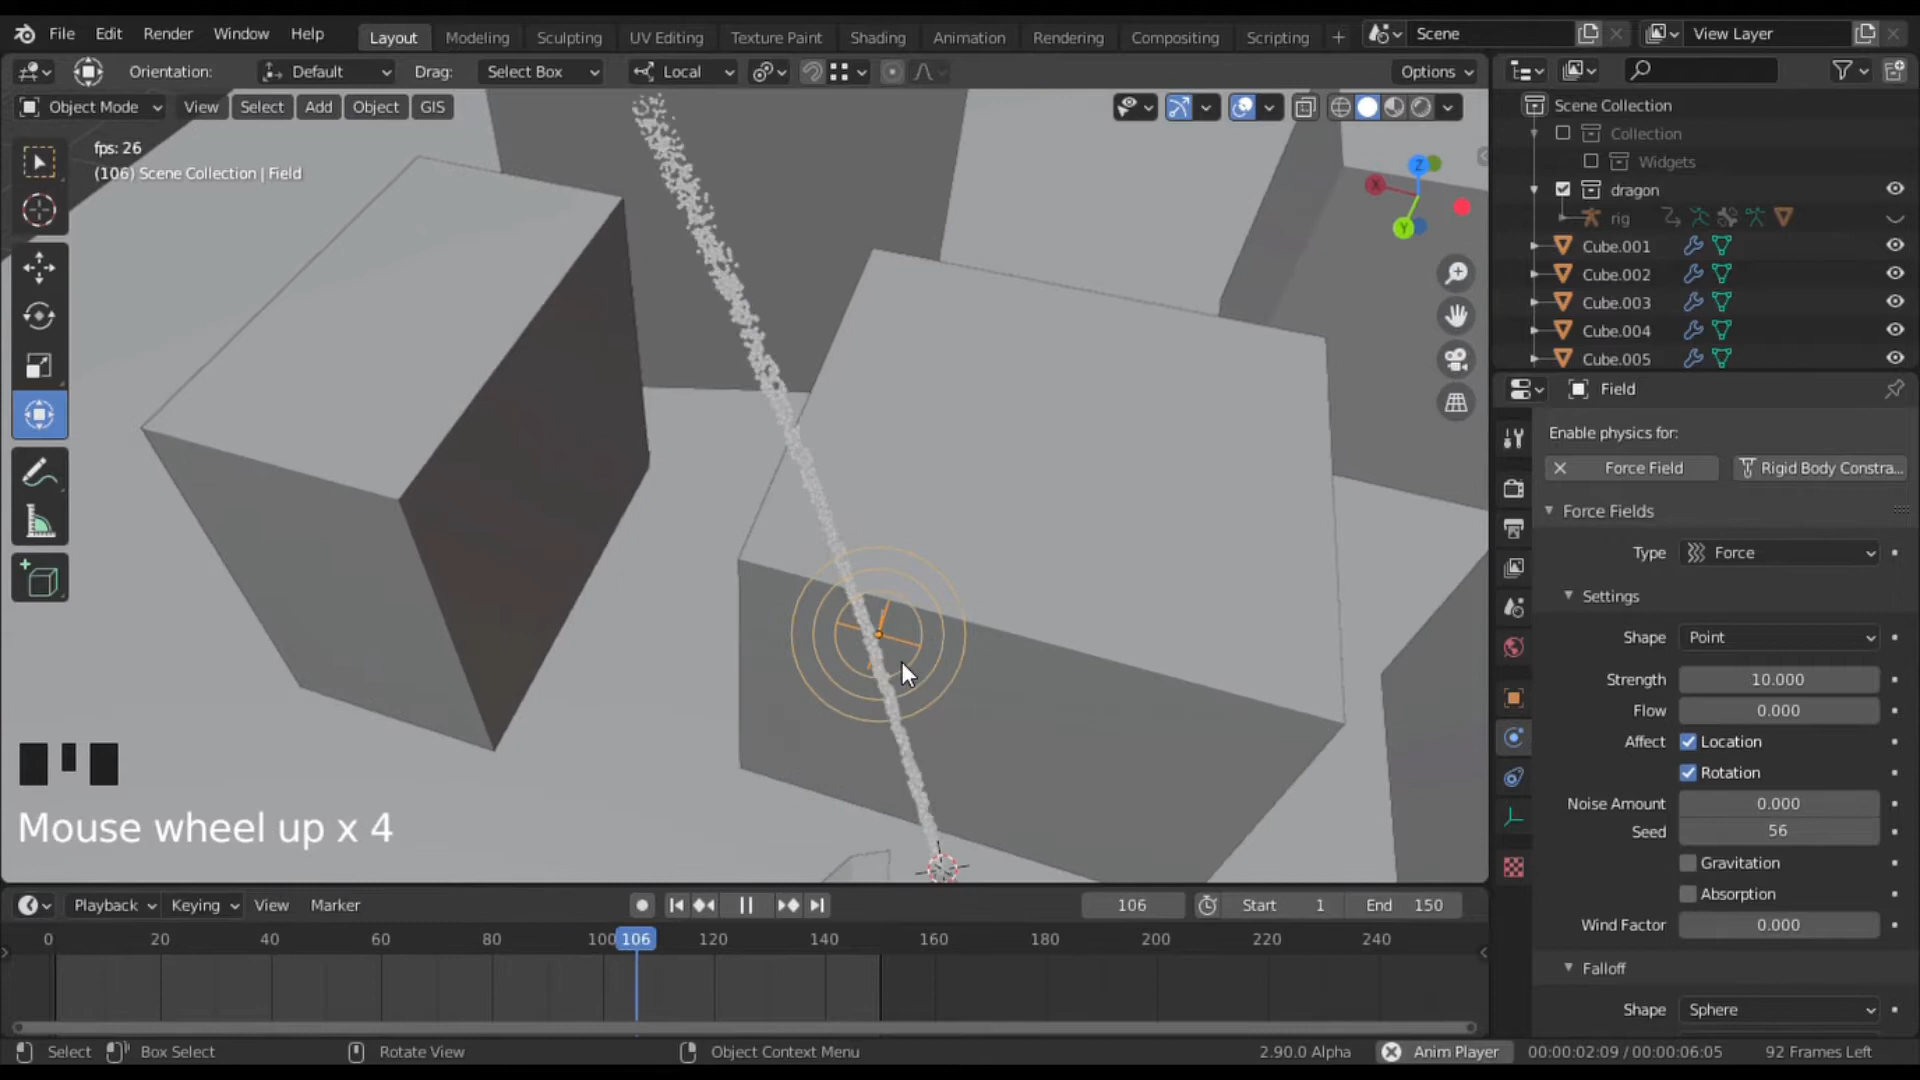 File Edit Render Window Help Layout Modeling Sculpting UV Editing Texture Paint Shading Animation Rendering Compositing Scripting + Scene View Layer
Orientation: Default Drag: Select Box Local Options
Object Mode View Select Add Object GIS
fps: 26
(106) Scene Collection | Field
X
Y
Z
Mouse wheel up x 4
Scene Collection
Collection
Widgets
dragon
rig
Cube.001
Cube.002
Cube.003
Cube.004
Cube.005
Field
Enable physics for:
Force Field Rigid Body Constra...
Force Fields
Type Force
Settings
Shape Point
Strength 10.000
Flow 0.000
Affect Location
Rotation
Noise Amount 0.000
Seed 56
Gravitation
Absorption
Wind Factor 0.000
Falloff
Shape Sphere
Playback Keying View Marker 106 Start 1 End 150
0 20 40 60 80 100 106 120 140 160 180 200 220 240
Select Box Select Rotate View Object Context Menu 2.90.0 Alpha Anim Player 00:00:02:09 / 00:00:06:05 92 Frames Left